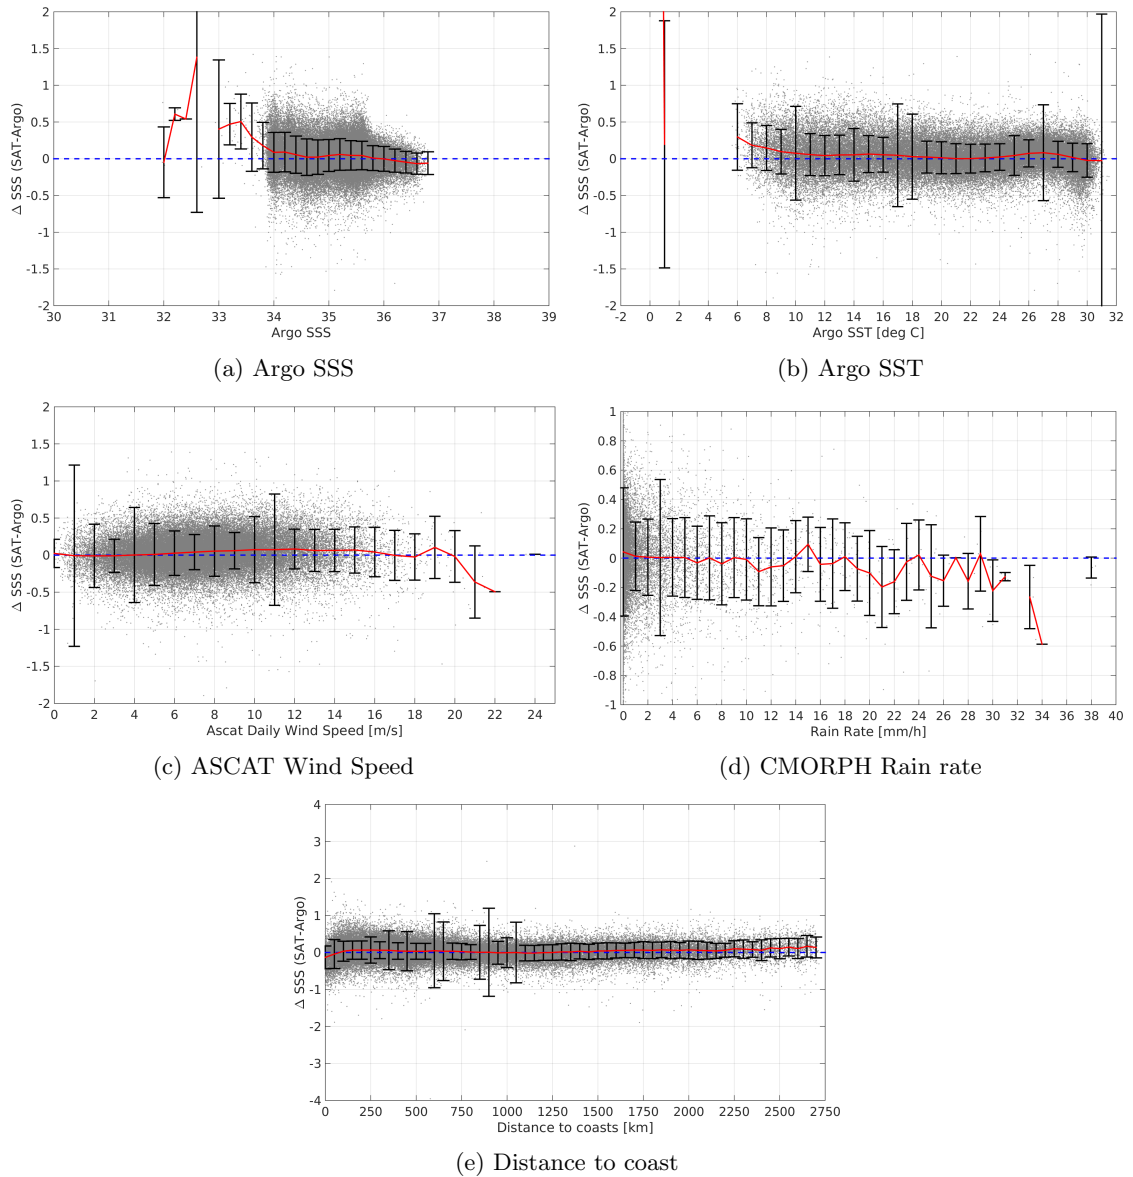 2
1.5
1
0.5
0
-0.5
-1
-1.5
-2
Δ SSS (SAT-Argo)
30 31 32 33 34 35 36 37 38 39
Argo SSS
(a) Argo SSS
2
1.5
1
0.5
0
-0.5
-1
-1.5
-2
Δ SSS (SAT-Argo)
-2 0 2 4 6 8 10 12 14 16 18 20 22 24 26 28 30 32
Argo SST [deg C]
(b) Argo SST
2
1.5
1
0.5
0
-0.5
-1
-1.5
-2
Δ SSS (SAT-Argo)
0 2 4 6 8 10 12 14 16 18 20 22 24
Ascat Daily Wind Speed [m/s]
(c) ASCAT Wind Speed
1
0.8
0.6
0.4
0.2
0
-0.2
-0.4
-0.6
-0.8
-1
Δ SSS (SAT-Argo)
0 2 4 6 8 10 12 14 16 18 20 22 24 26 28 30 32 34 36 38 40
Rain Rate [mm/h]
(d) CMORPH Rain rate
4
3
2
1
0
-1
-2
-3
-4
Δ SSS (SAT-Argo)
0 250 500 750 1000 1250 1500 1750 2000 2250 2500 2750
Distance to coasts [km]
(e) Distance to coast